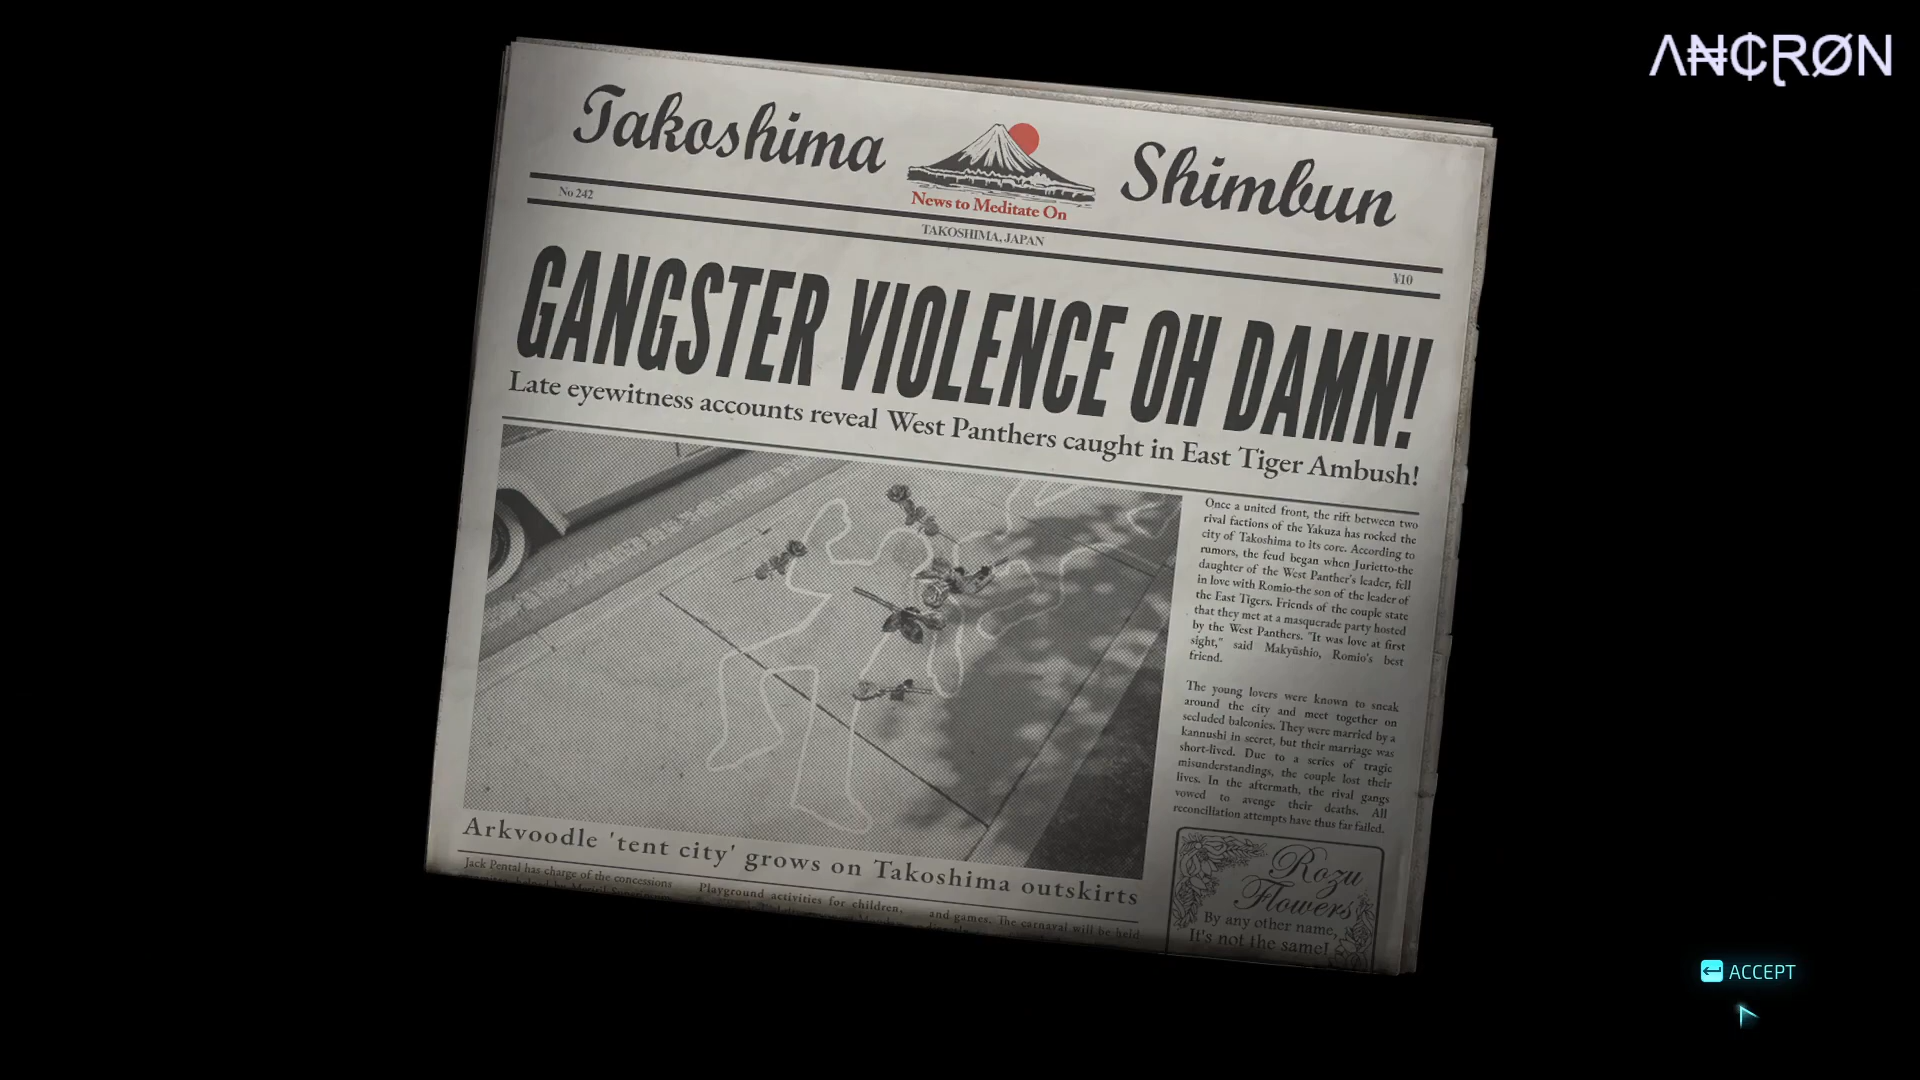 ΛN₵RØN
Takoshima Shimbun
News to Meditate On
No 242
TAKOSHIMA, JAPAN
¥10
GANGSTER VIOLENCE OH DAMN!
Late eyewitness accounts reveal West Panthers caught in East Tiger Ambush!
Once a united front, the rift between two
rival factions of the Yakuza has rocked the
city of Takoshima to its core. According to
rumors, the feud began when Jurietto-the
daughter of the West Panther's leader, fell
in love with Romio-the son of the leader of
the East Tigers. Friends of the couple state
that they met at a masquerade party hosted
by the West Panthers. "It was love at first
sight," said Makyūshio, Romio's best
friend.
The young lovers were known to sneak
around the city and meet together on
secluded balconies. They were married by a
kannushi in secret, but their marriage was
short-lived. Due to a series of tragic
misunderstandings, the couple lost their
lives. In the aftermath, the rival gangs
vowed to avenge their deaths. All
reconciliation attempts have thus far failed.
Arkvoodle 'tent city' grows on Takoshima outskirts
Jack Pental has charge of the concessions
Playground activities for children,
and games. The carnaval will be held
Rozu
Flowers
By any other name,
It's not the same!
ACCEPT